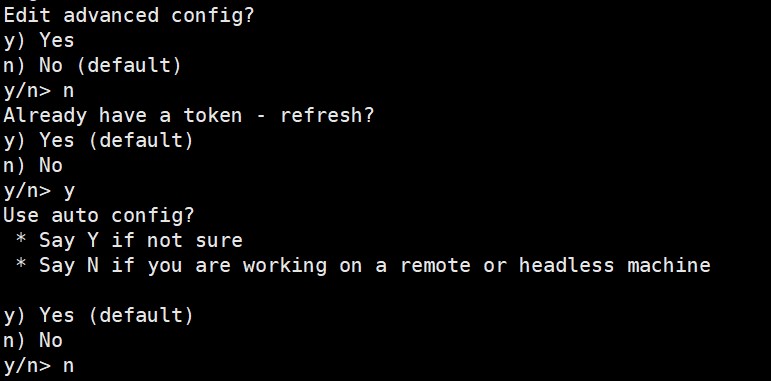 Edit advanced config?
y) Yes
n) No (default)
y/n> n
Already have a token - refresh?
y) Yes (default)
n) No
y/n> y
Use auto config?
 * Say Y if not sure
 * Say N if you are working on a remote or headless machine

y) Yes (default)
n) No
y/n> n